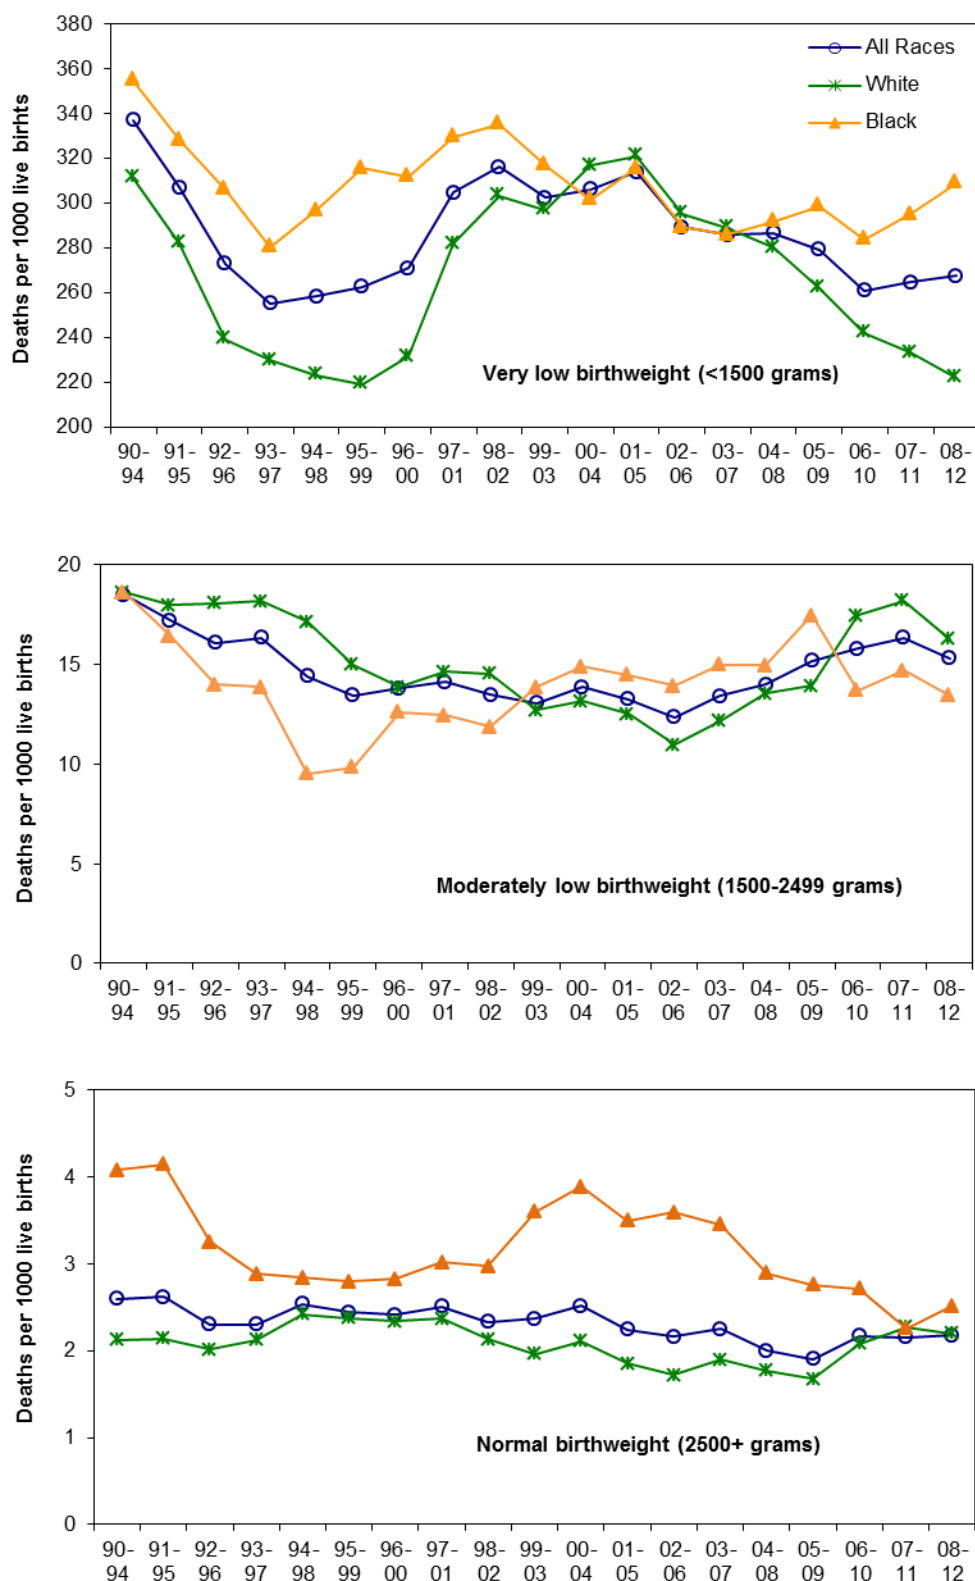 Deaths per 1000 live birhts
380
360
340
320
300
280
260
240
220
200
All Races
White
Black
Very low birthweight (<1500 grams)
90- 91- 92- 93- 94- 95- 96- 97- 98- 99- 00- 01- 02- 03- 04- 05- 06- 07- 08-
94 95 96 97 98 99 00 01 02 03 04 05 06 07 08 09 10 11 12
Deaths per 1000 live births
20
15
10
5
0
Moderately low birthweight (1500-2499 grams)
90- 91- 92- 93- 94- 95- 96- 97- 98- 99- 00- 01- 02- 03- 04- 05- 06- 07- 08-
94 95 96 97 98 99 00 01 02 03 04 05 06 07 08 09 10 11 12
Deaths per 1000 live births
5
4
3
2
1
0
Normal birthweight (2500+ grams)
90- 91- 92- 93- 94- 95- 96- 97- 98- 99- 00- 01- 02- 03- 04- 05- 06- 07- 08-
94 95 96 97 98 99 00 01 02 03 04 05 06 07 08 09 10 11 12